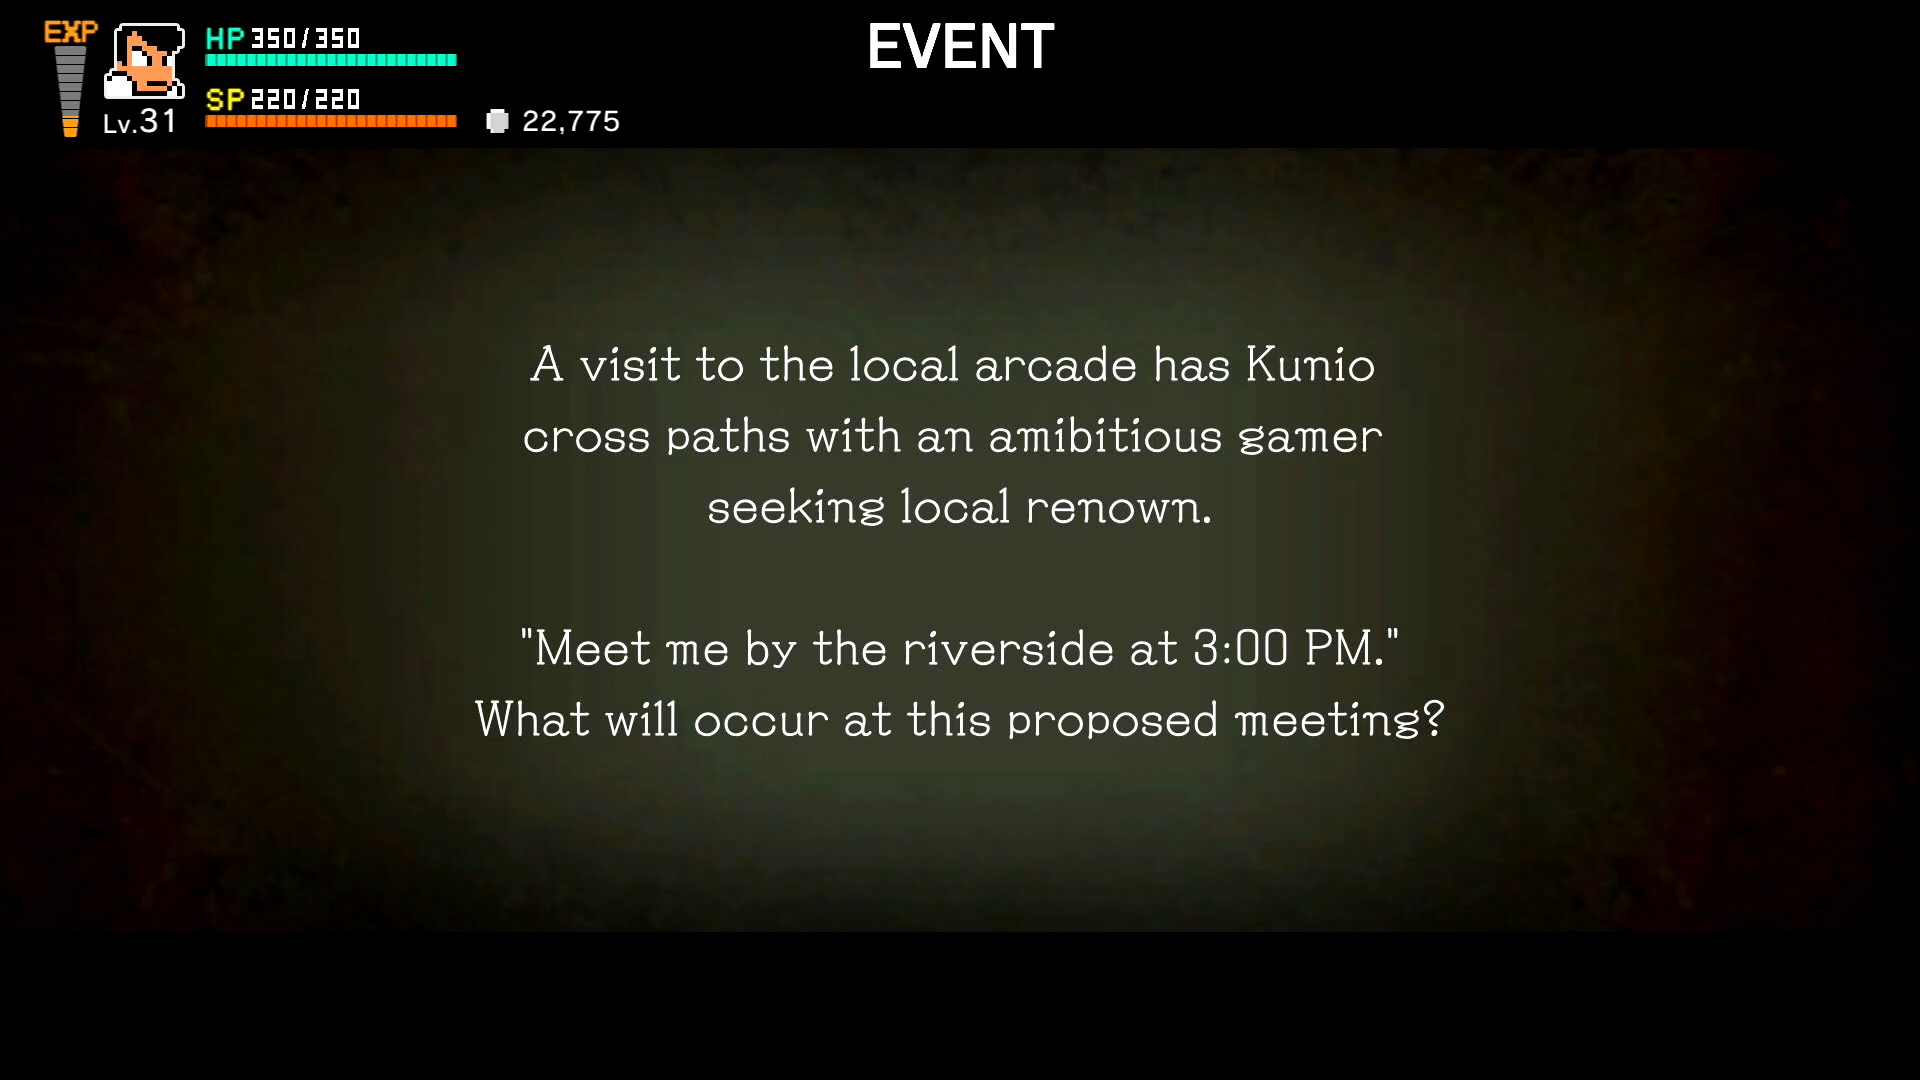 EXP
HP 350/350
SP 220/220
Lv.31
22,775
EVENT
A visit to the local arcade has Kunio
cross paths with an amibitious gamer
seeking local renown.
"Meet me by the riverside at 3:00 PM."
What will occur at this proposed meeting?